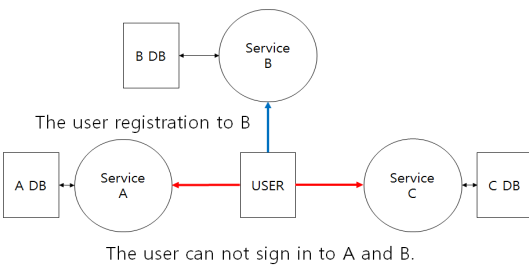 B DB
Service
B
The user registration to B
A DB
Service
A
USER
Service
C
C DB
The user can not sign in to A and B.